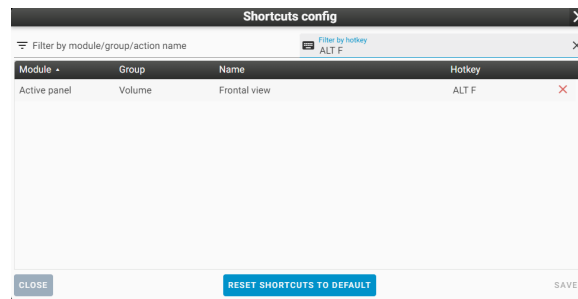 Shortcuts config
Filter by module/group/action name
Filter by hotkey
ALT F
Module Group Name Hotkey
Active panel Volume Frontal view ALT F
CLOSE RESET SHORTCUTS TO DEFAULT SAVE